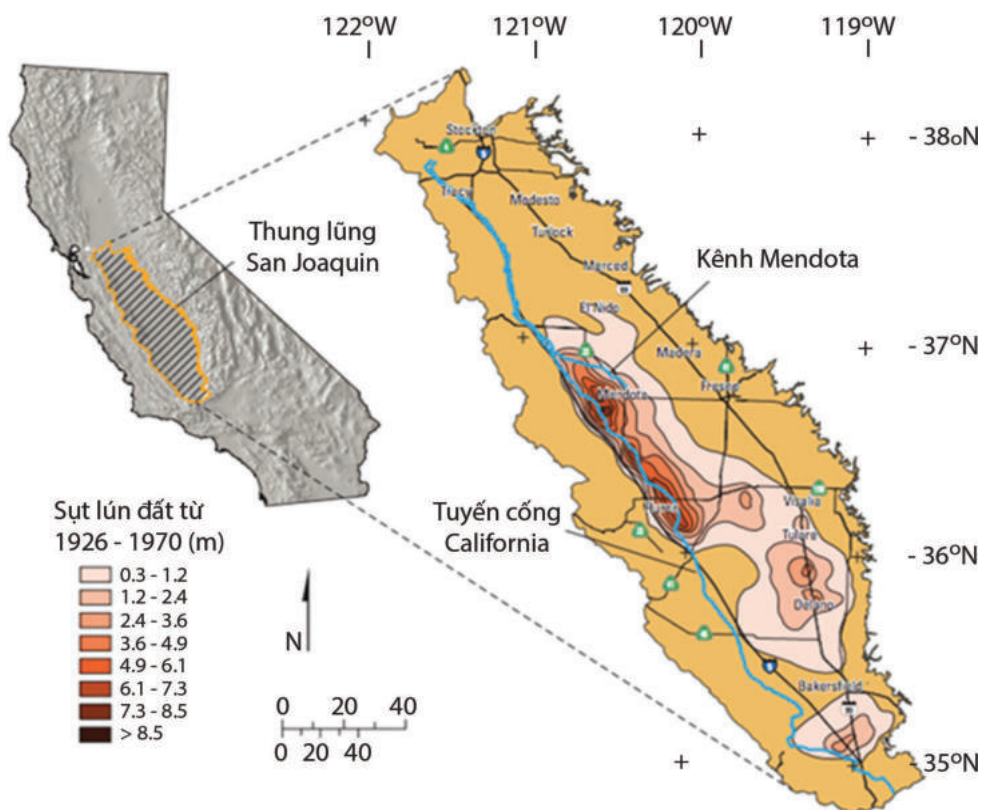 122°W 121°W 120°W 119°W
38oN
Stockton
Tracy
Modesto
Turlock
Thung lũng
San Joaquin
Merced
Kênh Mendota
El Nido
37°N
Madera
Fresno
Mendota
Sụt lún đất từ
1926 - 1970 (m)
0.3 - 1.2
1.2 - 2.4
2.4 - 3.6
3.6 - 4.9
4.9 - 6.1
6.1 - 7.3
7.3 - 8.5
> 8.5
Tuyến cống
California
Huron
Visalia
Tulare
36°N
Delano
N
0 20 40
0 20 40
Bakersfield
35°N